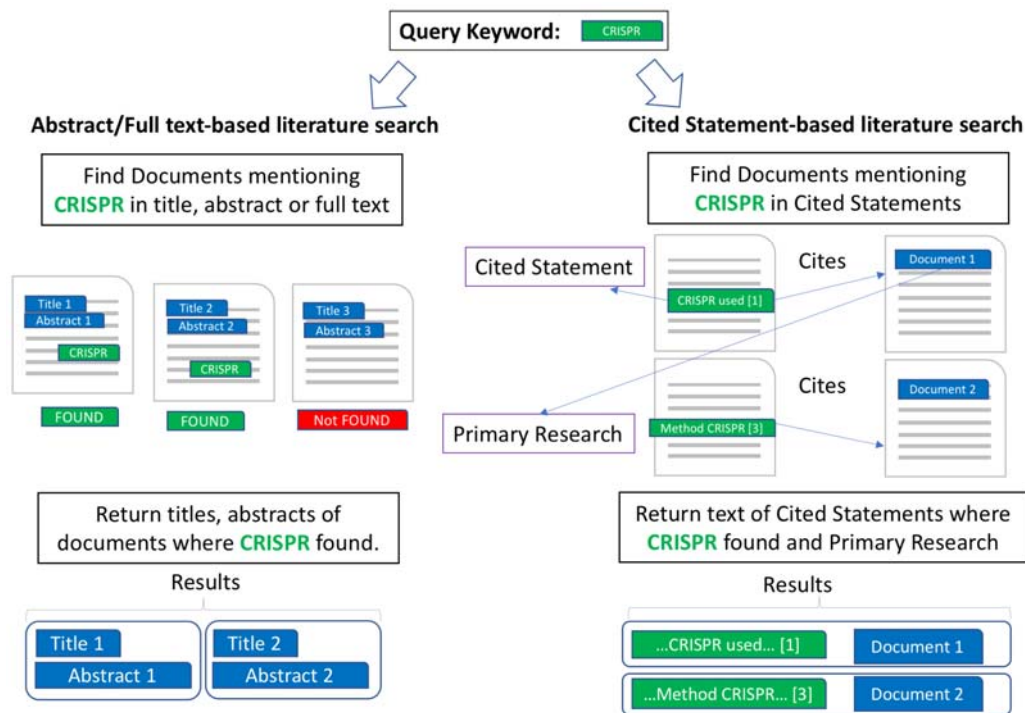 Query Keyword: CRISPR
Abstract/Full text-based literature search
Find Documents mentioning
CRISPR in title, abstract or full text
Title 1
Abstract 1
CRISPR
FOUND
Title 2
Abstract 2
CRISPR
FOUND
Title 3
Abstract 3
Not FOUND
Return titles, abstracts of
documents where CRISPR found.
Results
Title 1
Abstract 1
Title 2
Abstract 2
Cited Statement-based literature search
Find Documents mentioning
CRISPR in Cited Statements
Cited Statement
CRISPR used [1]
Cites
Document 1
Primary Research
Method CRISPR [3]
Cites
Document 2
Return text of Cited Statements where
CRISPR found and Primary Research
Results
...CRISPR used... [1]
Document 1
...Method CRISPR... [3]
Document 2